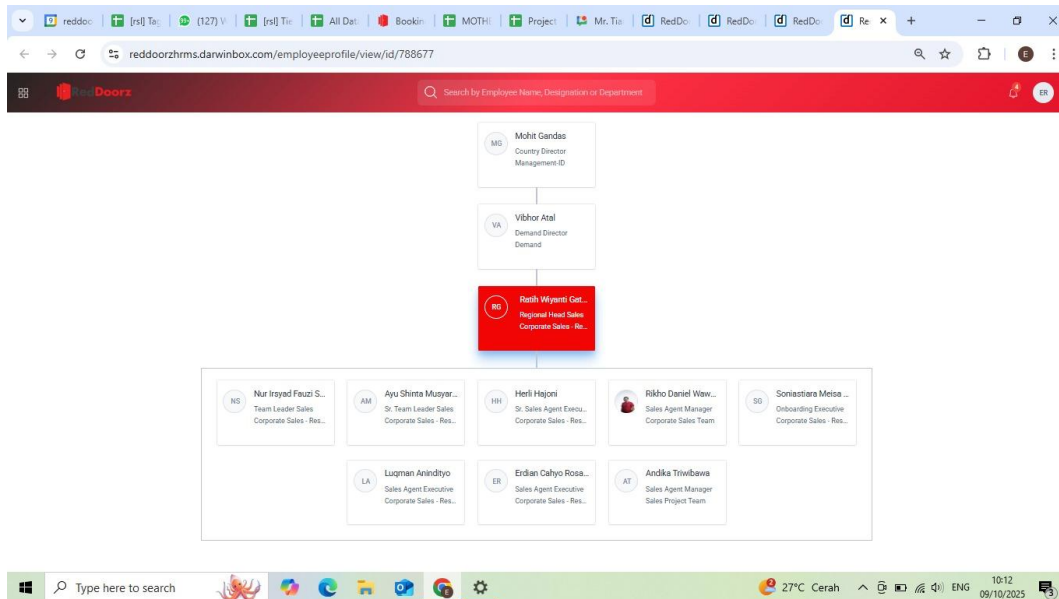 reddoc
[rsl] Tag
(127) V
[rsl] Tie
All Dat
Bookin
MOTHE
Project
Mr. Tia
RedDo
RedDo
RedDo
Re
reddoorzhrms.darwinbox.com/employeeprofile/view/id/788677
E
RedDoorz
Search by Employee Name, Designation or Department
4
ER
MG
Mohit Gandas
Country Director
Management-ID
VA
Vibhor Atal
Demand Director
Demand
RG
Ratih Wiyanti Gat...
Regional Head Sales
Corporate Sales - Re...
NS
Nur Irsyad Fauzi S...
Team Leader Sales
Corporate Sales - Res...
AM
Ayu Shinta Musyar...
Sr. Team Leader Sales
Corporate Sales - Res...
HH
Herli Hajoni
Sr. Sales Agent Execu...
Corporate Sales - Res...
Rikho Daniel Waw...
Sales Agent Manager
Corporate Sales Team
SG
Soniastiara Meisa ...
Onboarding Executive
Corporate Sales - Res...
LA
Luqman Anindityo
Sales Agent Executive
Corporate Sales - Res...
ER
Erdian Cahyo Rosa...
Sales Agent Executive
Corporate Sales - Res...
AT
Andika Triwibawa
Sales Agent Manager
Sales Project Team
Type here to search
27°C Cerah
ENG
10:12
09/10/2025